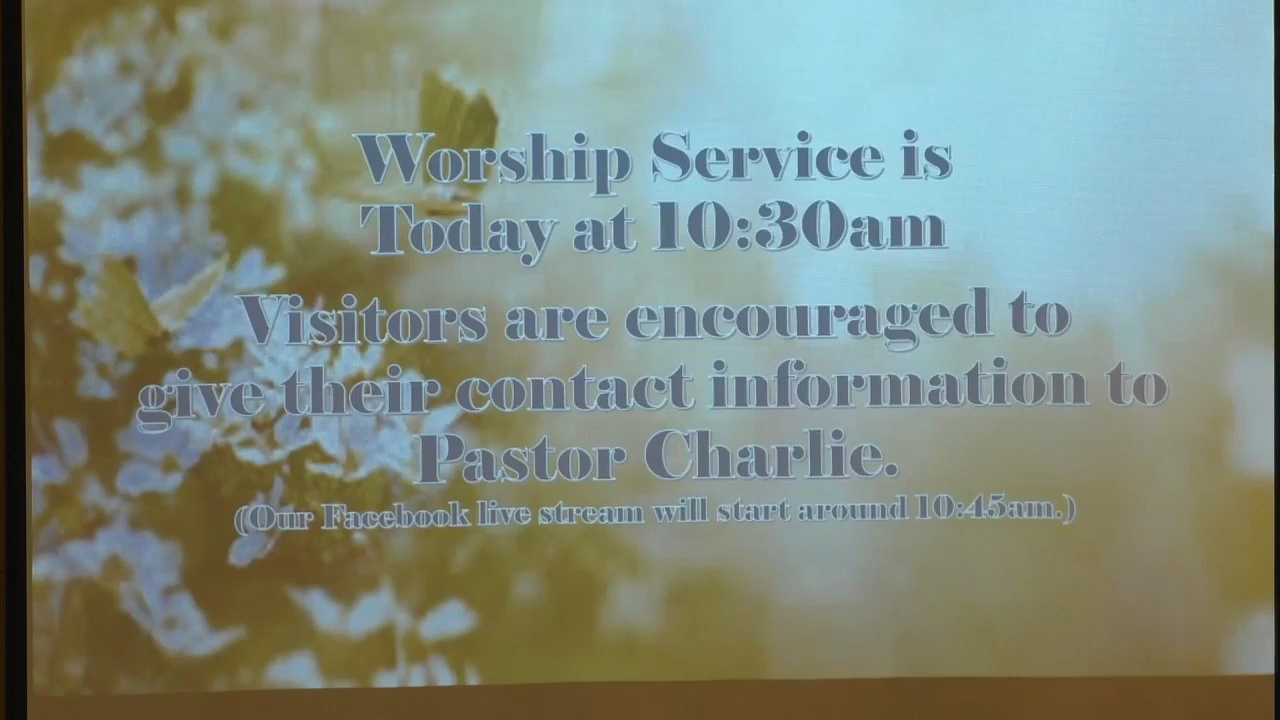 Worship Service is
Today at 10:30am
Visitors are encouraged to
give their contact information to
Pastor Charlie.
(Our Facebook live stream will start around 10:45am.)